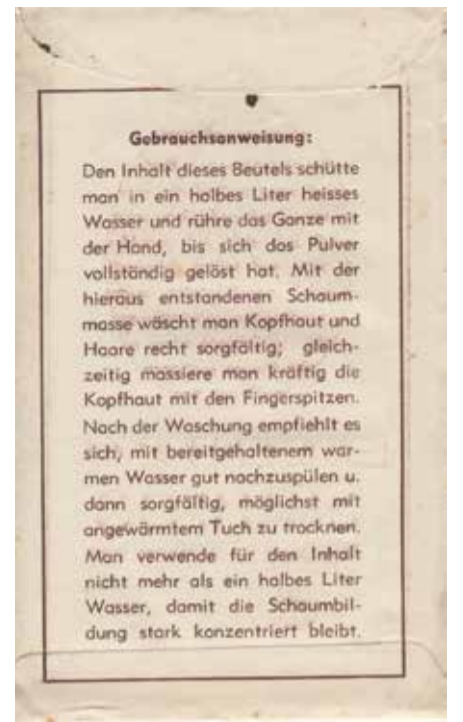 Gebrauchsanweisung:
Den Inhalt dieses Beutels schütte
man in ein halbes Liter heisses
Wasser und rühre das Ganze mit
der Hand, bis sich das Pulver
vollständig gelöst hat. Mit der
hieraus entstandenen Schaum-
masse wäscht man Kopfhaut und
Haare recht sorgfältig; gleich-
zeitig massiere man kräftig die
Kopfhaut mit den Fingerspitzen.
Nach der Waschung empfiehlt es
sich, mit bereitgehaltenem war-
men Wasser gut nachzuspülen u.
dann sorgfältig, möglichst mit
angewärmtem Tuch zu trocknen.
Man verwende für den Inhalt
nicht mehr als ein halbes Liter
Wasser, damit die Schaumbil-
dung stark konzentriert bleibt.